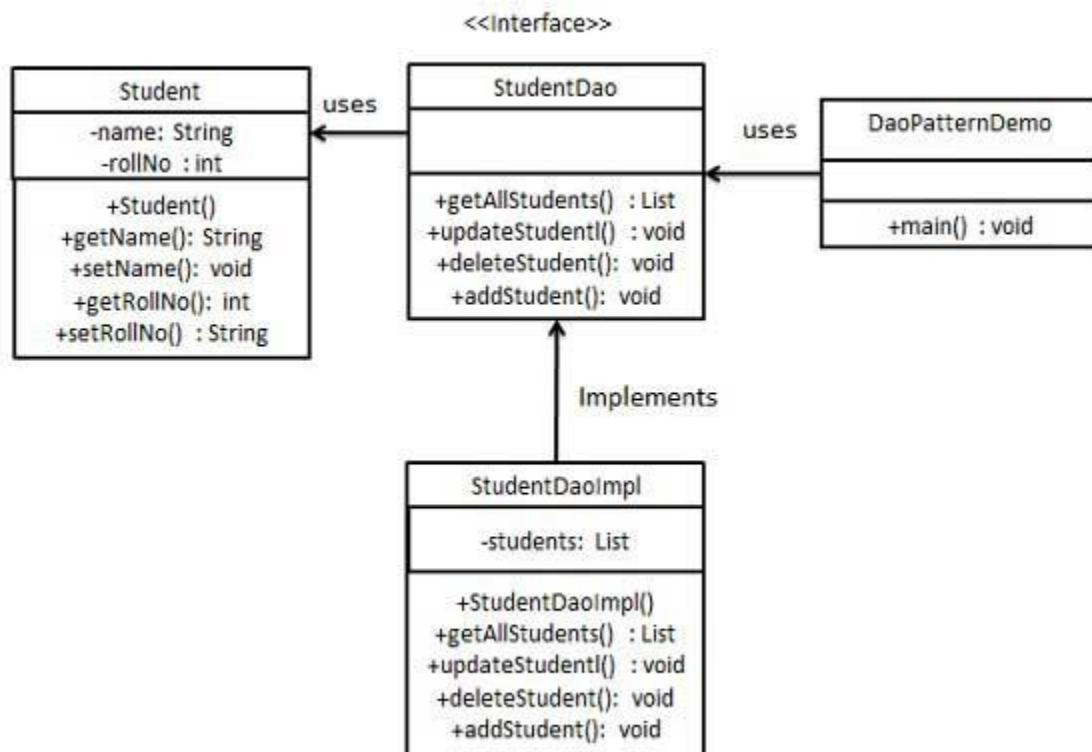 <<Interface>>
Student
-name: String
-rollNo : int
+Student()
+getName(): String
+setName(): void
+getRollNo(): int
+setRollNo() : String
uses
StudentDao
+getAllStudents() : List
+updateStudentl() : void
+deleteStudent(): void
+addStudent(): void
uses
DaoPatternDemo
+main() : void
Implements
StudentDaoImpl
-students: List
+StudentDaoImpl()
+getAllStudents() : List
+updateStudentl() : void
+deleteStudent(): void
+addStudent(): void